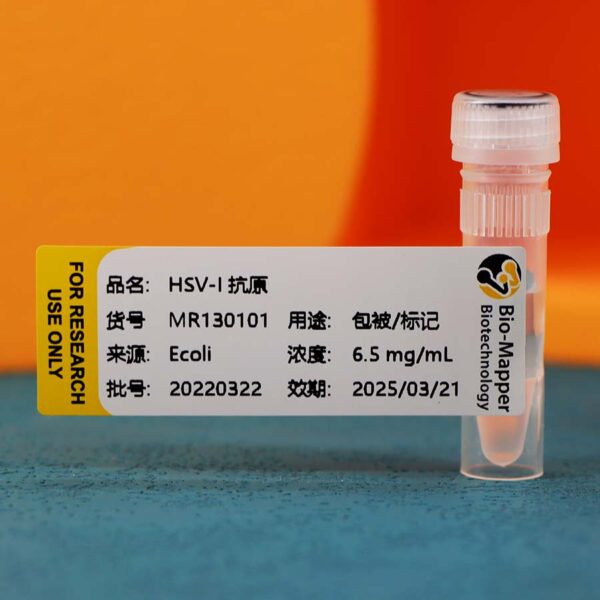 FOR RESEARCH
USE ONLY
品名: HSV-I 抗原
货号 MR130101 用途: 包被/标记
来源: Ecoli 浓度: 6.5 mg/mL
批号: 20220322 效期: 2025/03/21
Bio-Mapper
Biotechnology